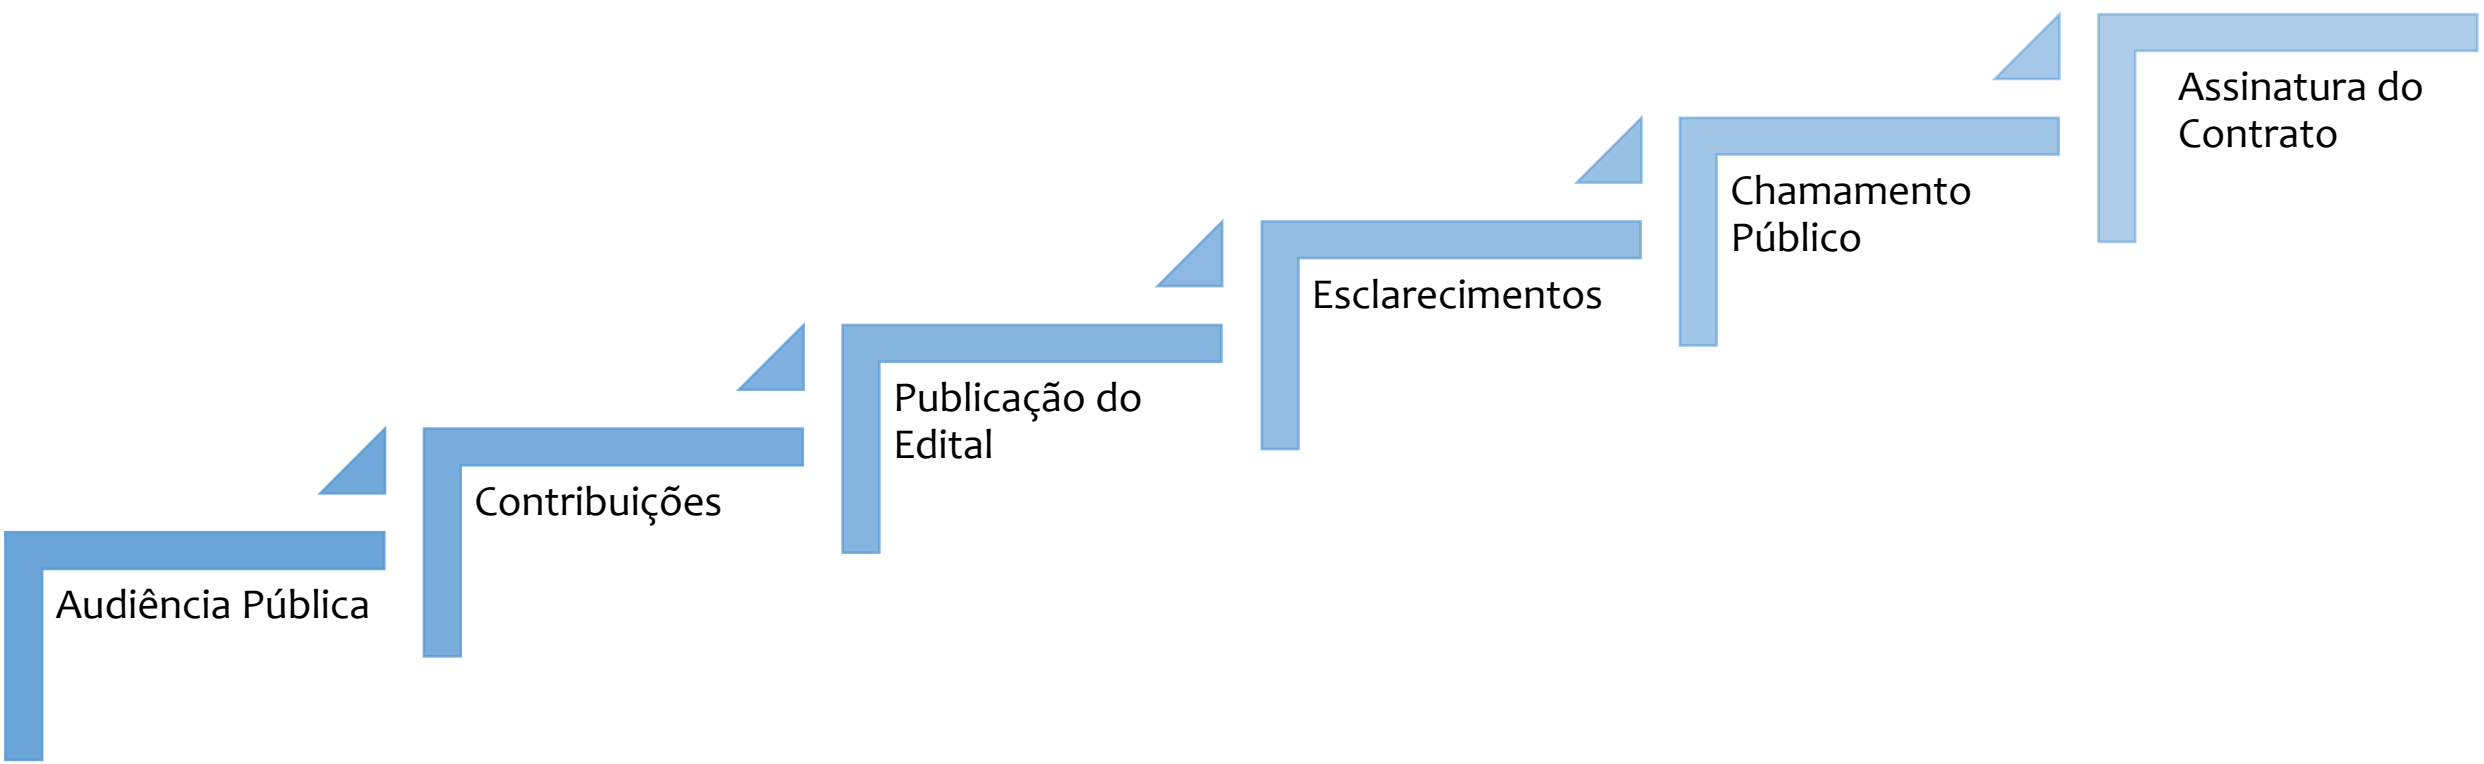 Audiência Pública
Contribuições
Publicação do
Edital
Esclarecimentos
Chamamento
Público
Assinatura do
Contrato